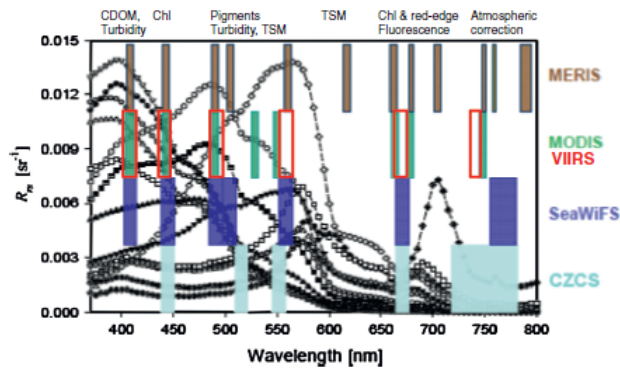 CDOM, Chl Pigments TSM Chl & red-edge Atmospheric
Turbidity Turbidity, TSM Fluorescence correction
0.015
0.012
0.009
0.006
0.003
0.000
R [sr⁻¹]
MERIS
MODIS
VIIRS
SeaWiFS
CZCS
400 450 500 550 600 650 700 750 800
Wavelength [nm]